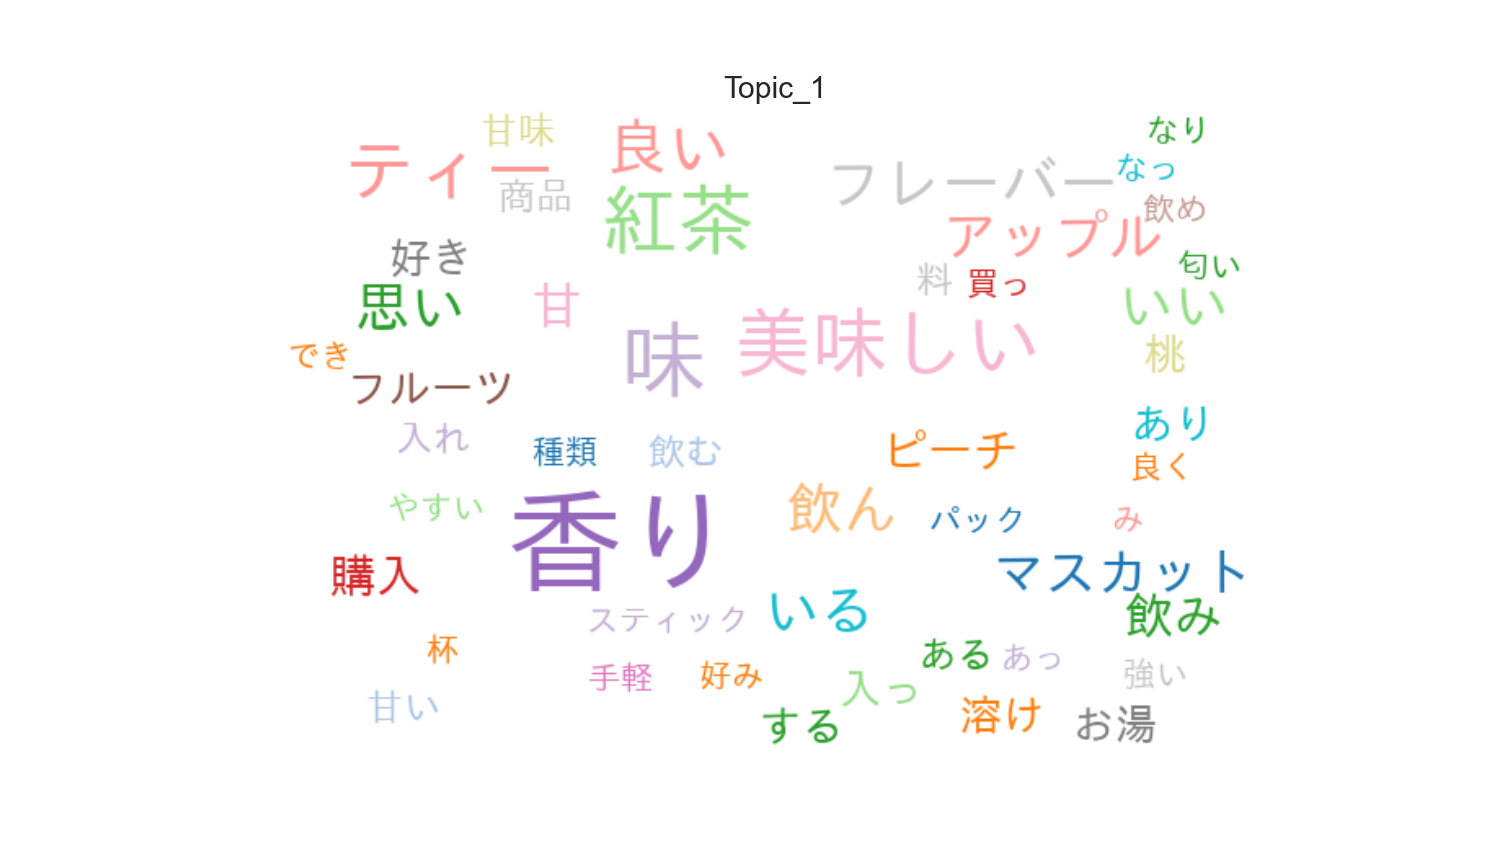 Topic_1
甘味
なり
ティー
良い
フレーバー
なっ
商品
紅茶
飲め
アップル
好き
匂い
料
買っ
思い
甘
いい
味
美味しい
でき
桃
フルーツ
入れ
あり
種類
飲む
ピーチ
良く
やすい
香り
飲ん
パック
み
購入
マスカット
スティック
いる
飲み
杯
手軽
好み
ある
あっ
強い
甘い
入っ
する
溶け
お湯